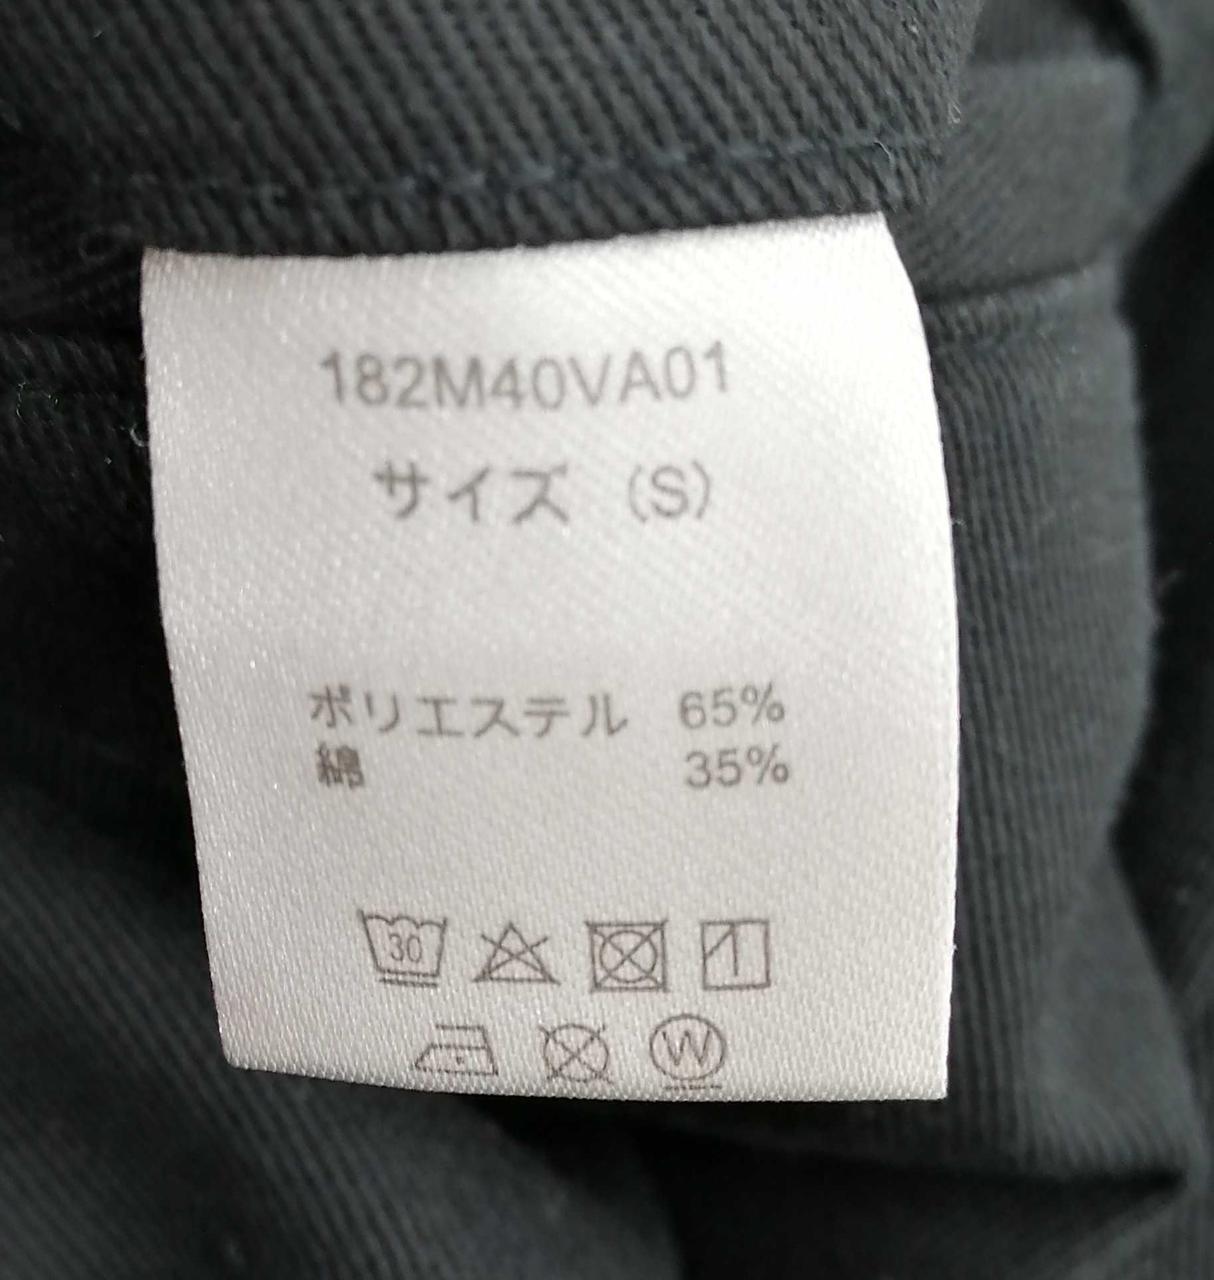 182M40VA01
サイズ (S)
ポリエステル 65%
綿 35%
30
W